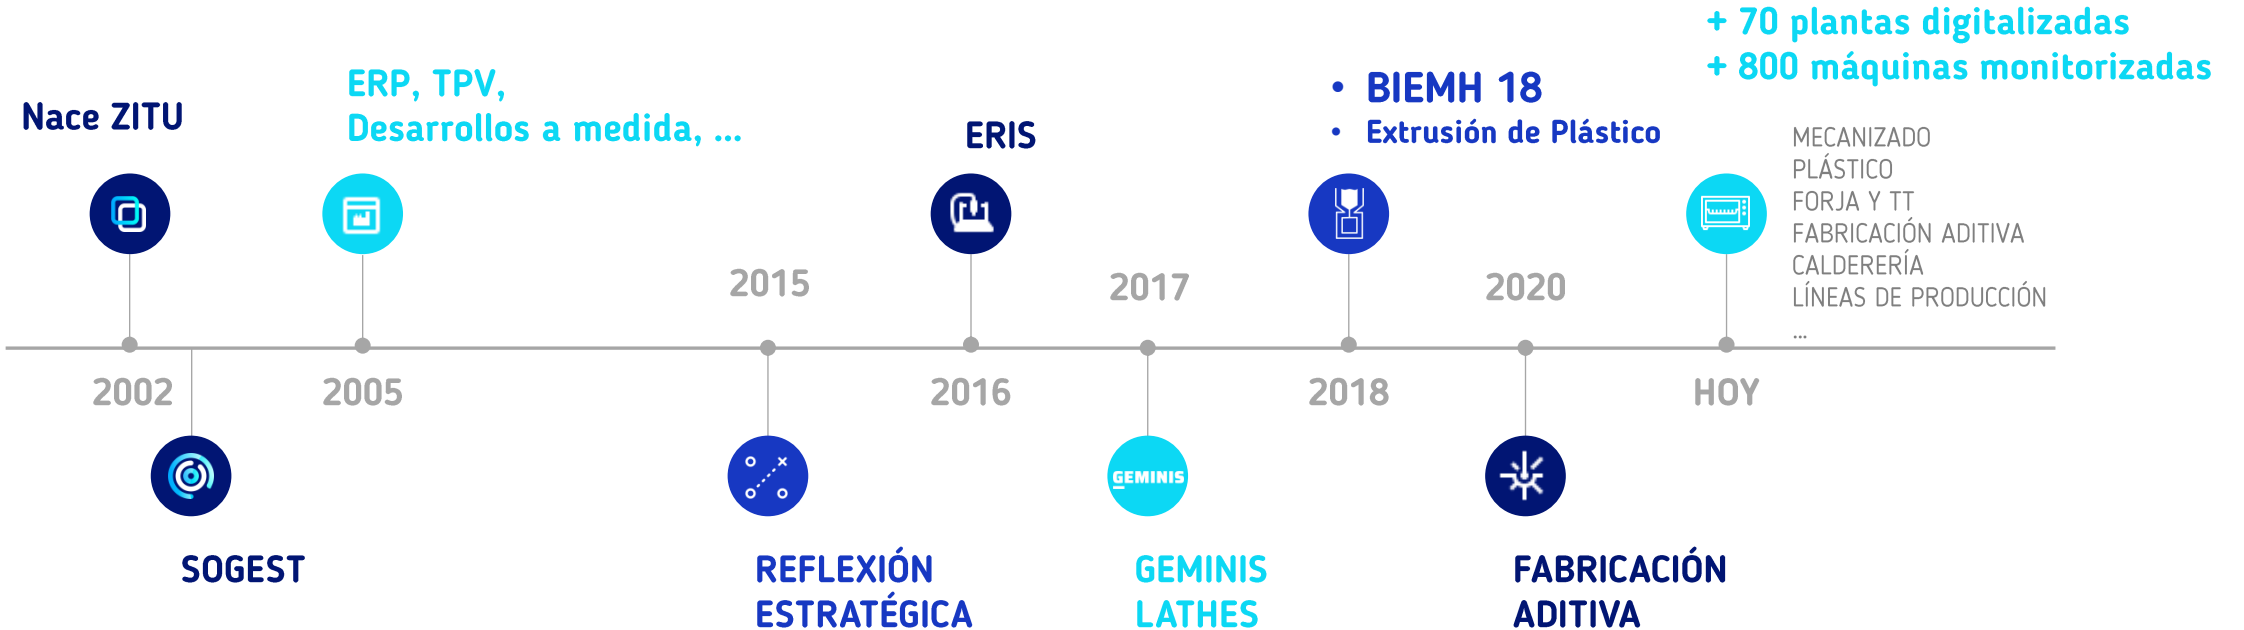 + 70 plantas digitalizadas
+ 800 máquinas monitorizadas
Nace ZITU
ERP, TPV,
Desarrollos a medida, ...
ERIS
• BIEMH 18
• Extrusión de Plástico
MECANIZADO
PLÁSTICO
FORJA Y TT
FABRICACIÓN ADITIVA
CALDERERÍA
LÍNEAS DE PRODUCCIÓN
...
2015
2017
2020
2002
2005
2016
2018
HOY
GEMINIS
SOGEST
REFLEXIÓN
ESTRATÉGICA
GEMINIS
LATHES
FABRICACIÓN
ADITIVA